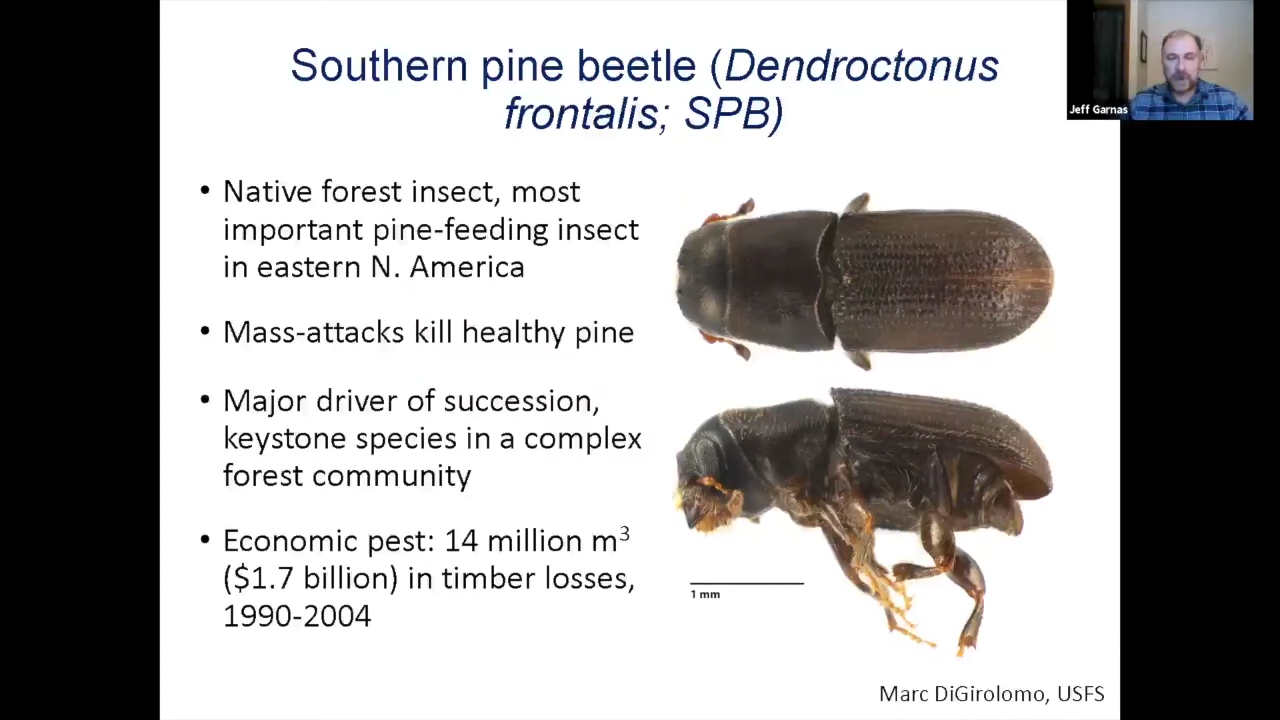 Southern pine beetle (Dendroctonus
frontalis; SPB)
Jeff Garnas
• Native forest insect, most
important pine-feeding insect
in eastern N. America
• Mass-attacks kill healthy pine
• Major driver of succession,
keystone species in a complex
forest community
• Economic pest: 14 million m³
($1.7 billion) in timber losses,
1990-2004
1 mm
Marc DiGirolomo, USFS